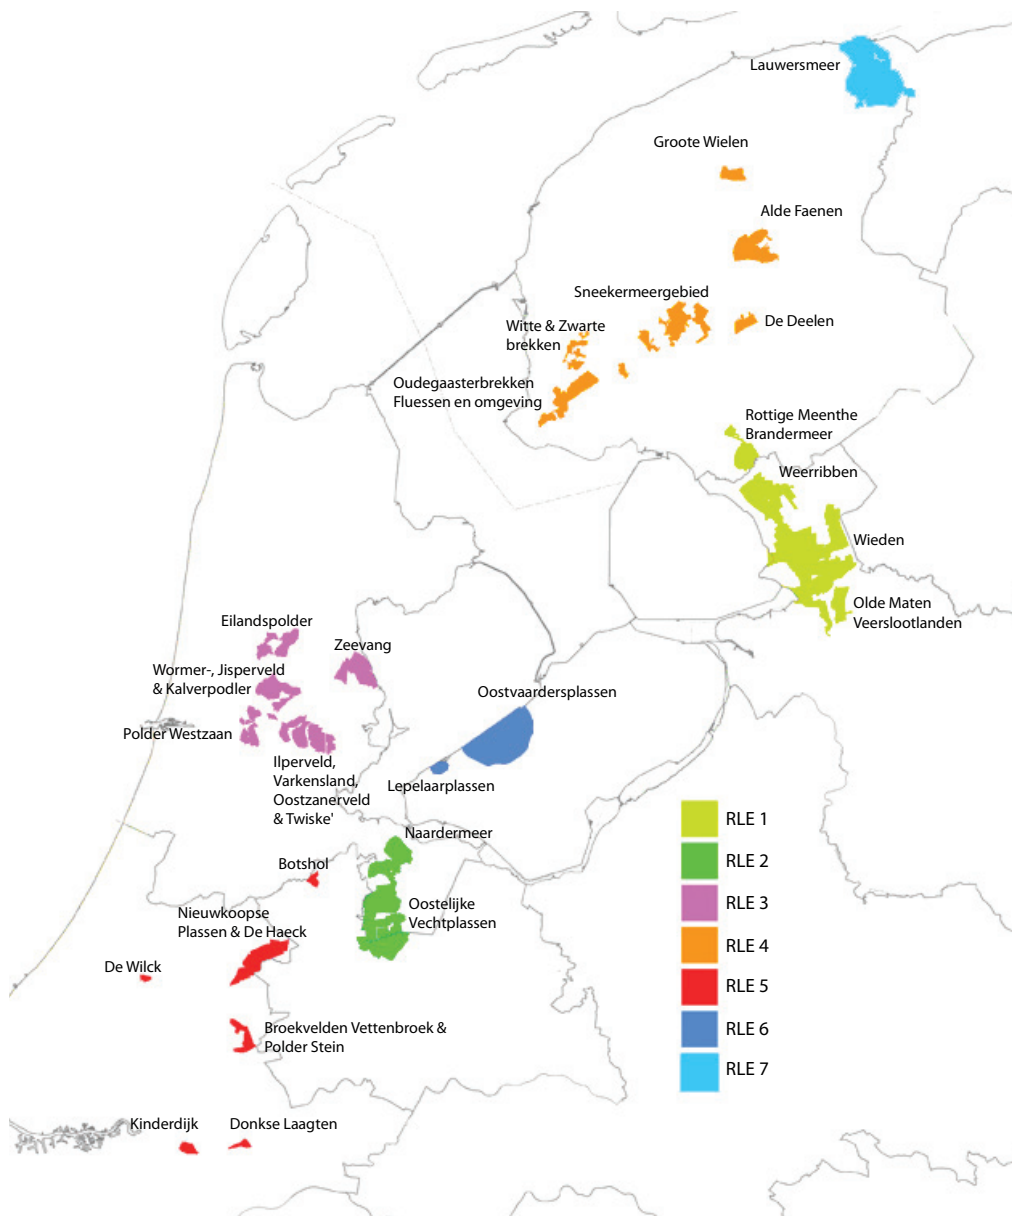 Lauwersmeer
Groote Wielen
Alde Faenen
Sneekermeergebied
De Deelen
Witte & Zwarte
brekken
Oudegaasterbrekken
Fluessen en omgeving
Rottige Meenthe
Brandermeer
Weerribben
Wieden
Olde Maten
Veerslootlanden
Eilandspolder
Zeevang
Wormer-, Jisperveld
& Kalverpodler
Oostvaardersplassen
Polder Westzaan
Ilperveld,
Varkensland,
Oostzanerveld
& Twiske'
Lepelaarplassen
Naardermeer
Botshol
Oostelijke
Vechtplassen
Nieuwkoopse
Plassen & De Haeck
De Wilck
Broekvelden Vettenbroek &
Polder Stein
Kinderdijk
Donkse Laagten
RLE 1
RLE 2
RLE 3
RLE 4
RLE 5
RLE 6
RLE 7